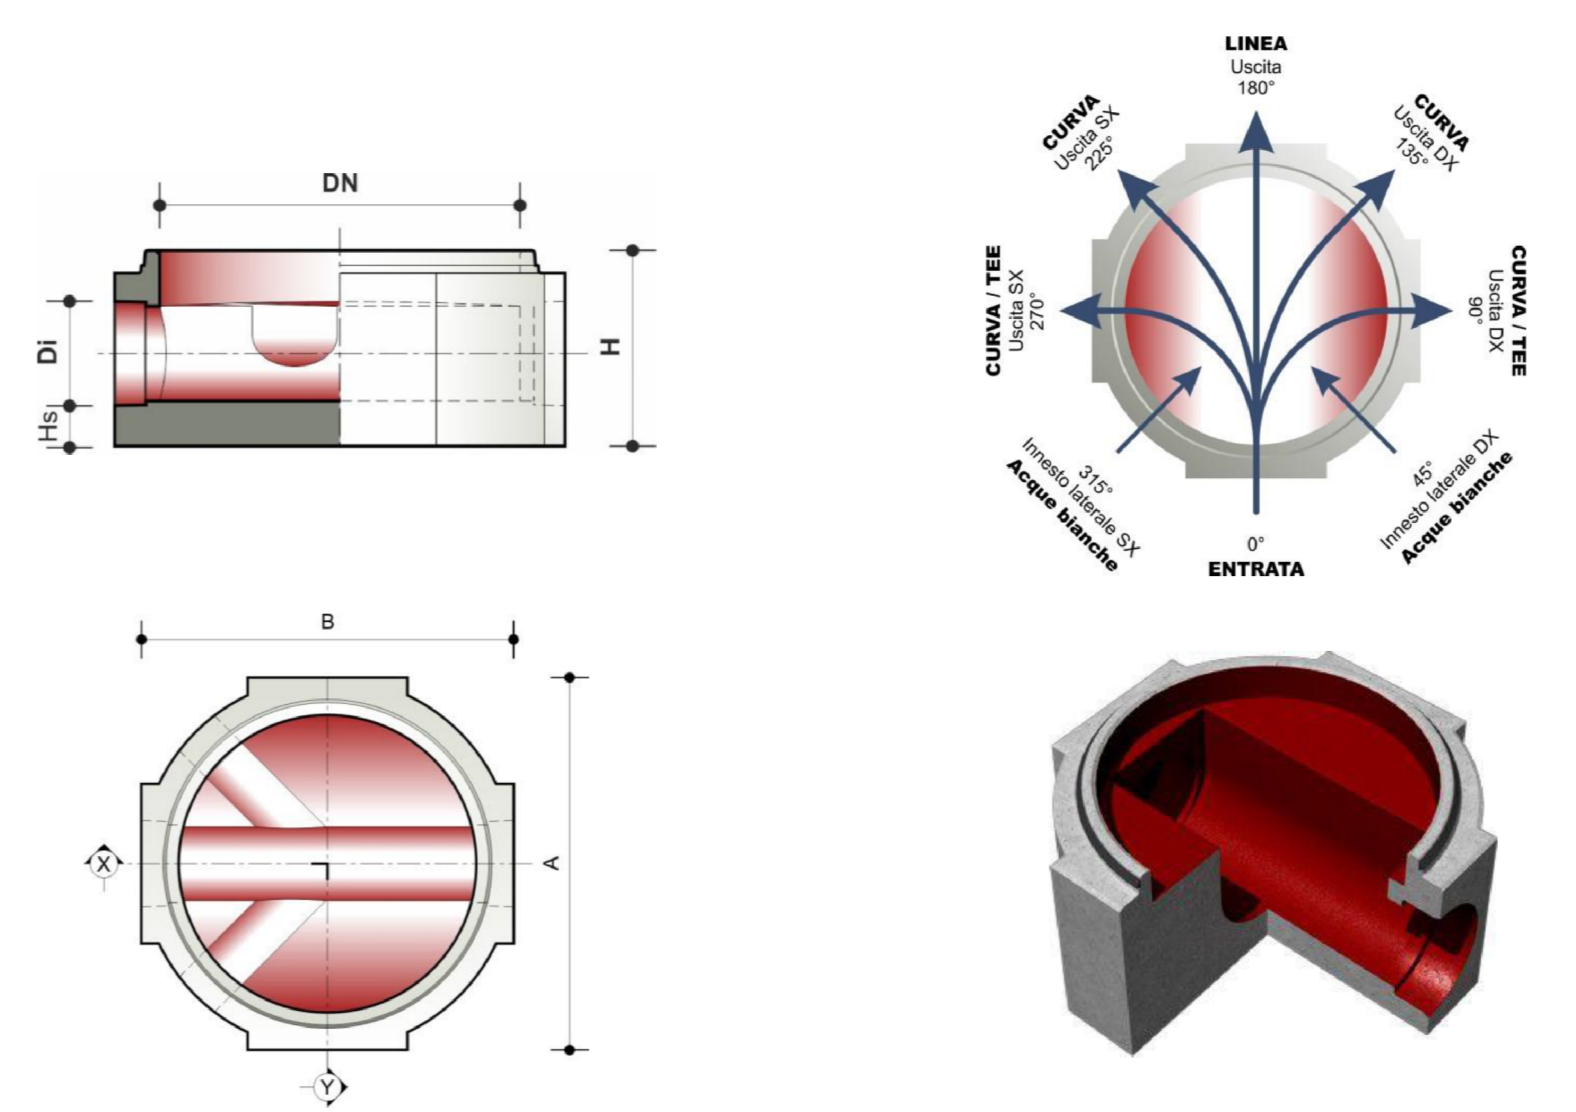 DN
Di
Hs
H
LINEA
Uscita
180°
CURVA
Uscita SX
225°
CURVA
Uscita DX
135°
CURVA / TEE
Uscita SX
270°
CURVA / TEE
Uscita DX
90°
315°
Innesto laterale SX
Acque bianche
45°
Innesto laterale DX
Acque bianche
0°
ENTRATA
B
A
X
Y